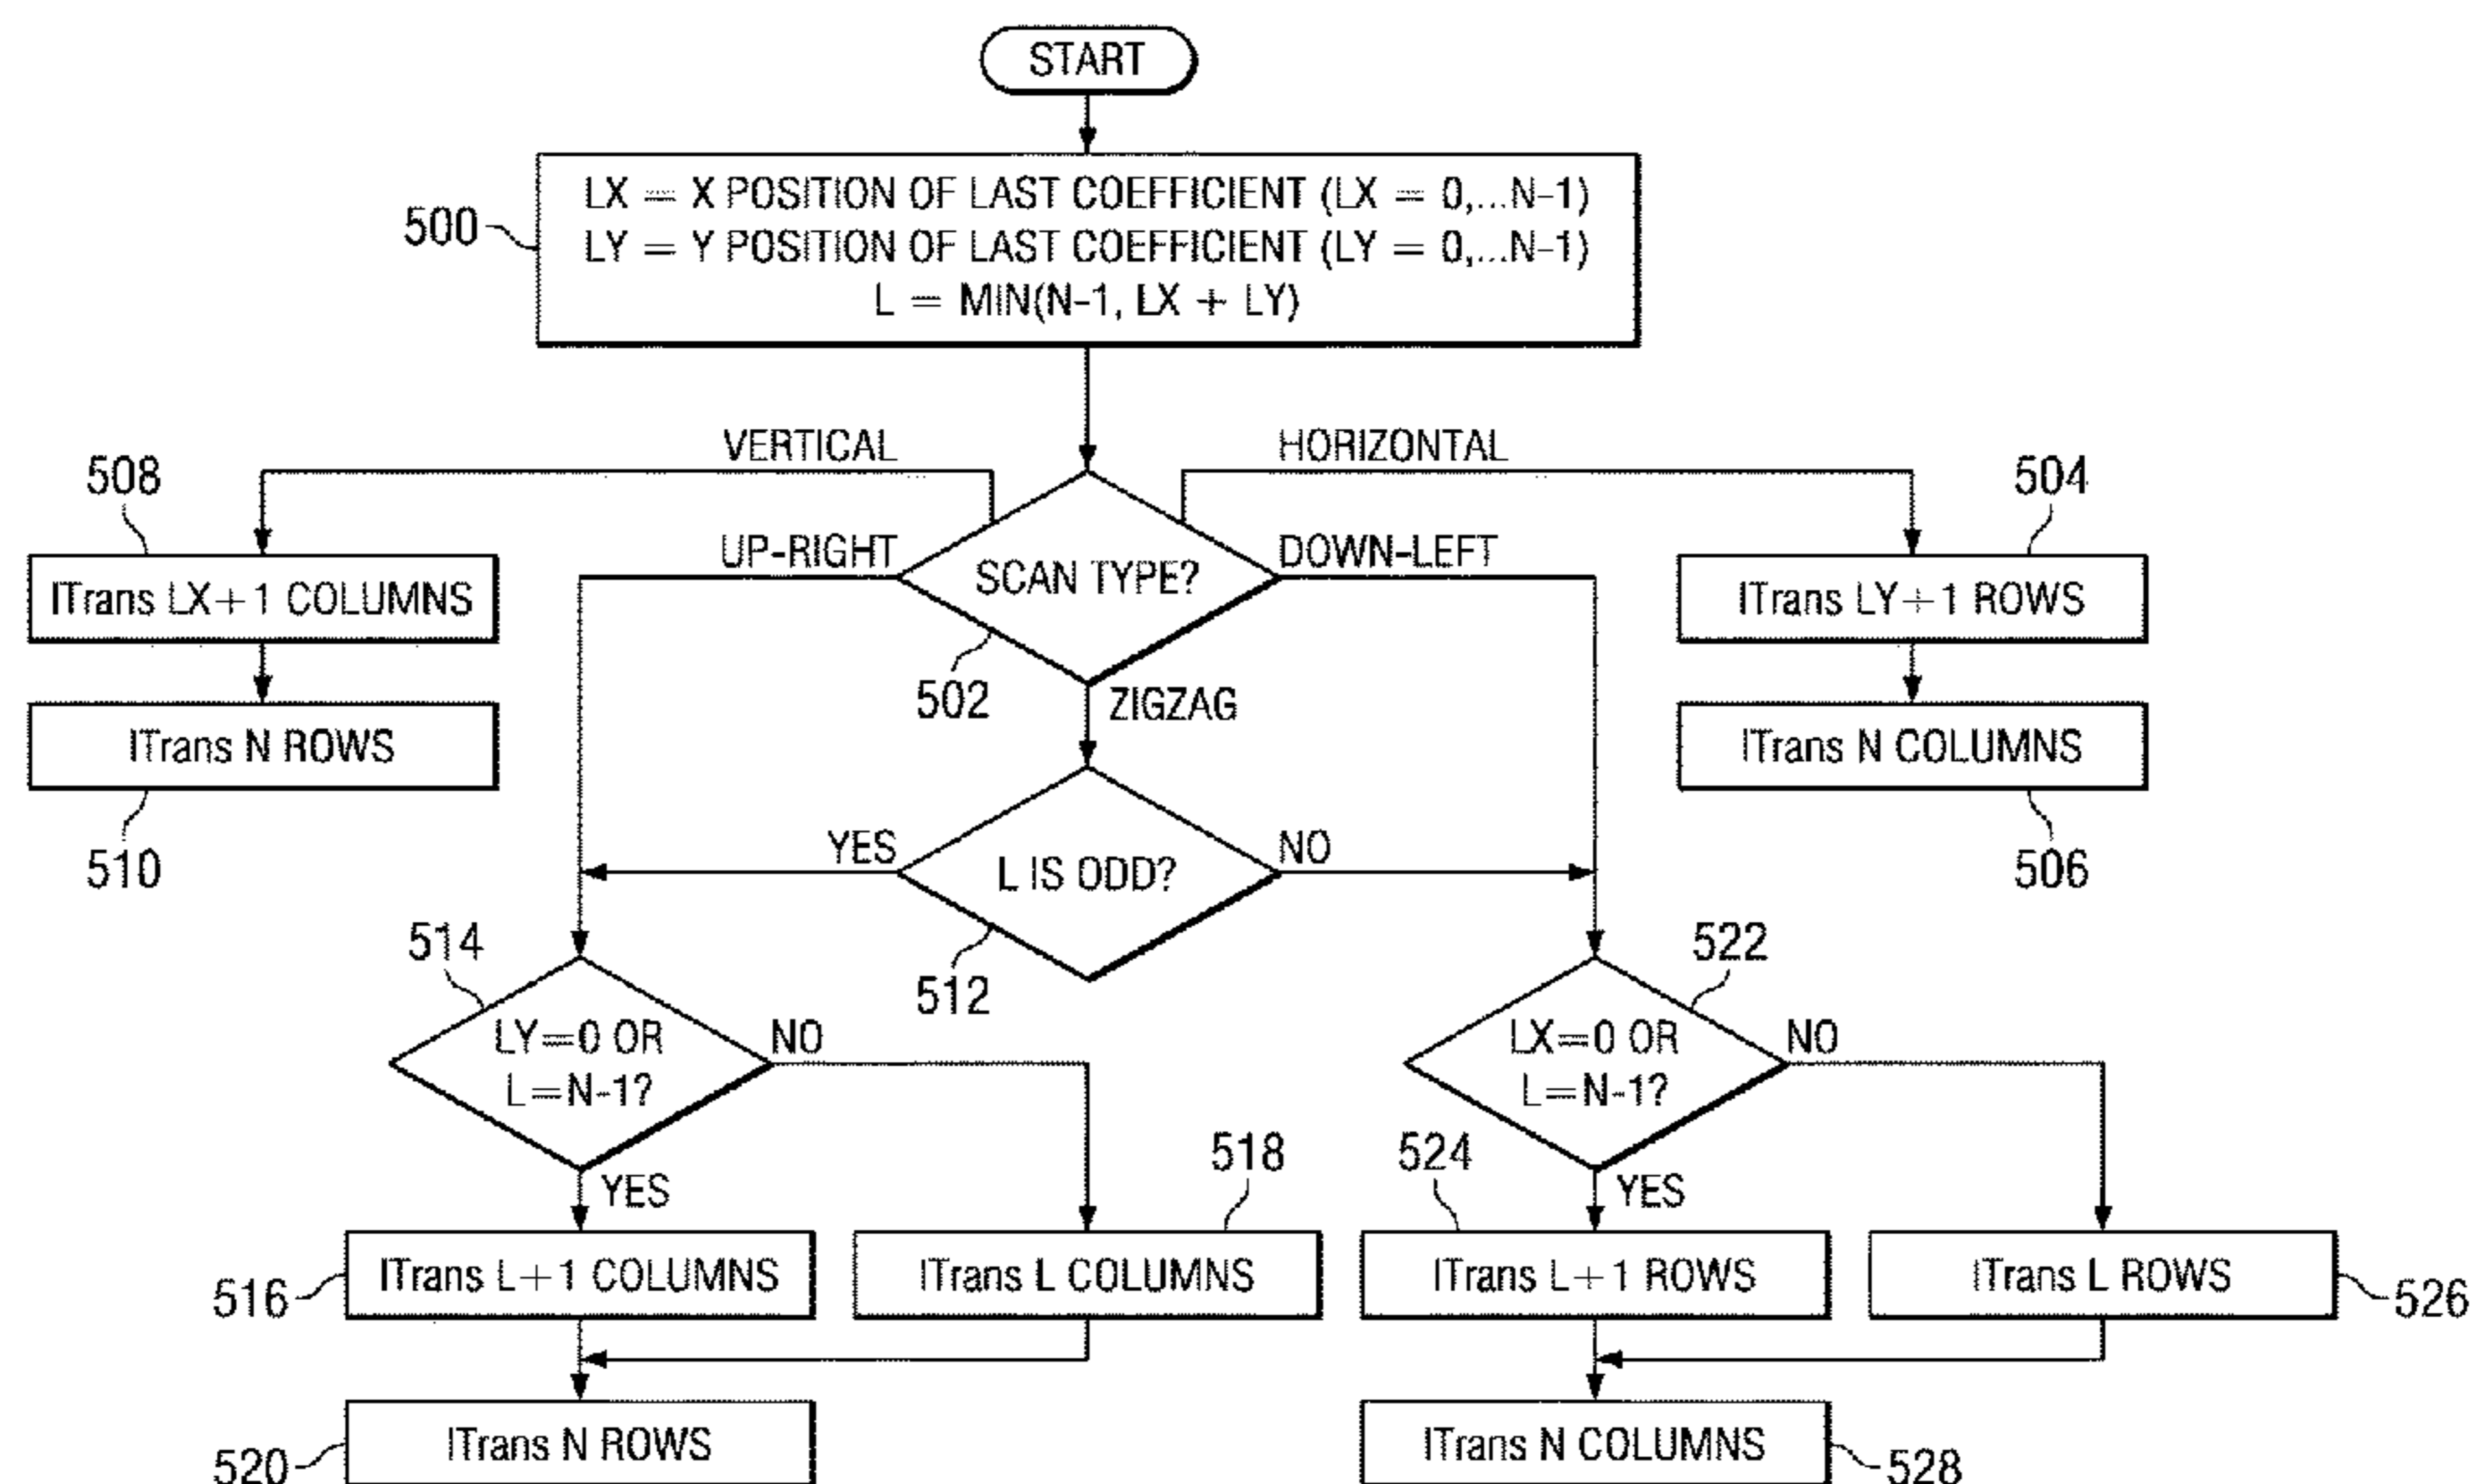 START
500
LX = X POSITION OF LAST COEFFICIENT (LX = 0,...N-1)
LY = Y POSITION OF LAST COEFFICIENT (LY = 0,...N-1)
L = MIN(N-1, LX + LY)
VERTICAL
HORIZONTAL
508
504
UP-RIGHT
DOWN-LEFT
SCAN TYPE?
ITrans LX+1 COLUMNS
ITrans LY+1 ROWS
502
ZIGZAG
ITrans N ROWS
ITrans N COLUMNS
510
506
YES
L IS ODD?
NO
514
512
522
LY=0 OR
L=N-1?
NO
LX=0 OR
L=N-1?
NO
YES
518
524
YES
516
ITrans L+1 COLUMNS
ITrans L COLUMNS
ITrans L+1 ROWS
ITrans L ROWS
526
520
ITrans N ROWS
ITrans N COLUMNS
528